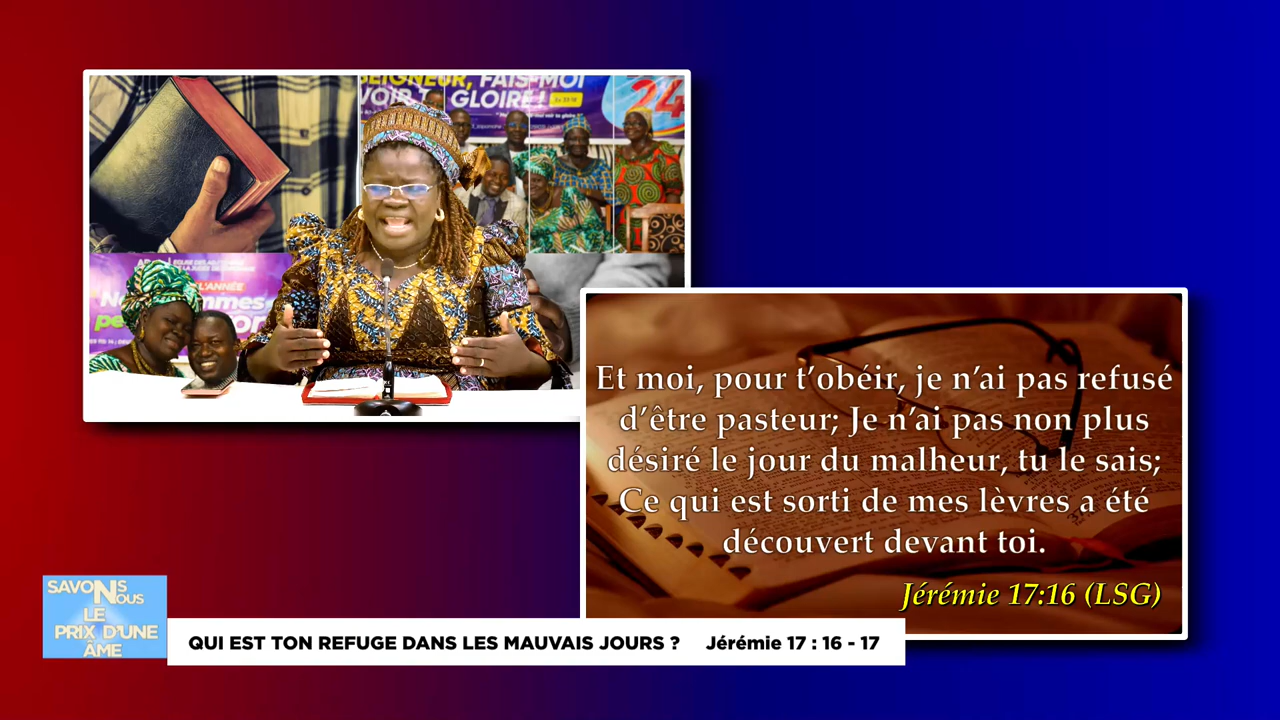 SEIGNEUR, FAIS-MOI
GLOIRE !
24
L'ANNÉE
Et moi, pour t'obéir, je n'ai pas refusé
d'être pasteur; Je n'ai pas non plus
désiré le jour du malheur, tu le sais;
Ce qui est sorti de mes lèvres a été
découvert devant toi.
Jérémie 17:16 (LSG)
SAVONS
NOUS
LE
PRIX D'UNE
ÂME
QUI EST TON REFUGE DANS LES MAUVAIS JOURS ? Jérémie 17 : 16 - 17